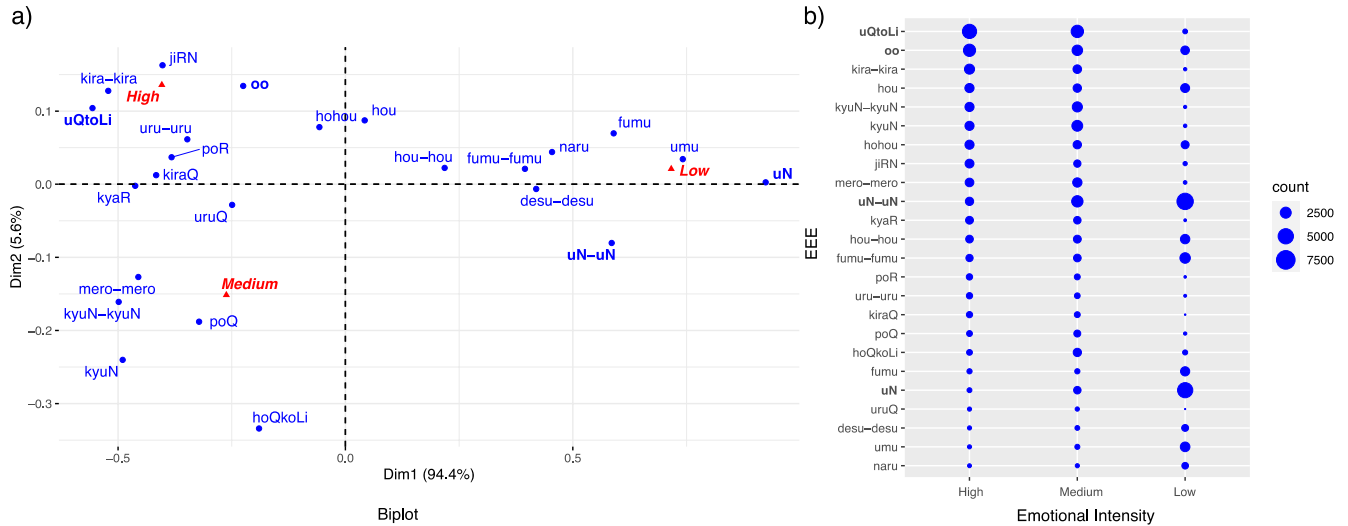 a)
jiRN
kira−kira
High
oo
uQtoLi
uru−uru
poR
kiraQ
kyaR
uruQ
hohou
hou
hou−hou
fumu−fumu
naru
fumu
umu
Low
uN
desu−desu
uN−uN
mero−mero
kyuN−kyuN
Medium
poQ
kyuN
hoQkoLi
0.1
0.0
−0.1
−0.2
−0.3
Dim2 (5.6%)
−0.5
0.0
0.5
Dim1 (94.4%)
Biplot
b)
uQtoLi
oo
kira−kira
hou
kyuN−kyuN
kyuN
hohou
jiRN
mero−mero
uN−uN
kyaR
hou−hou
fumu−fumu
poR
uru−uru
kiraQ
poQ
hoQkoLi
fumu
uN
uruQ
desu−desu
umu
naru
EEE
High
Medium
Low
Emotional Intensity
count
2500
5000
7500